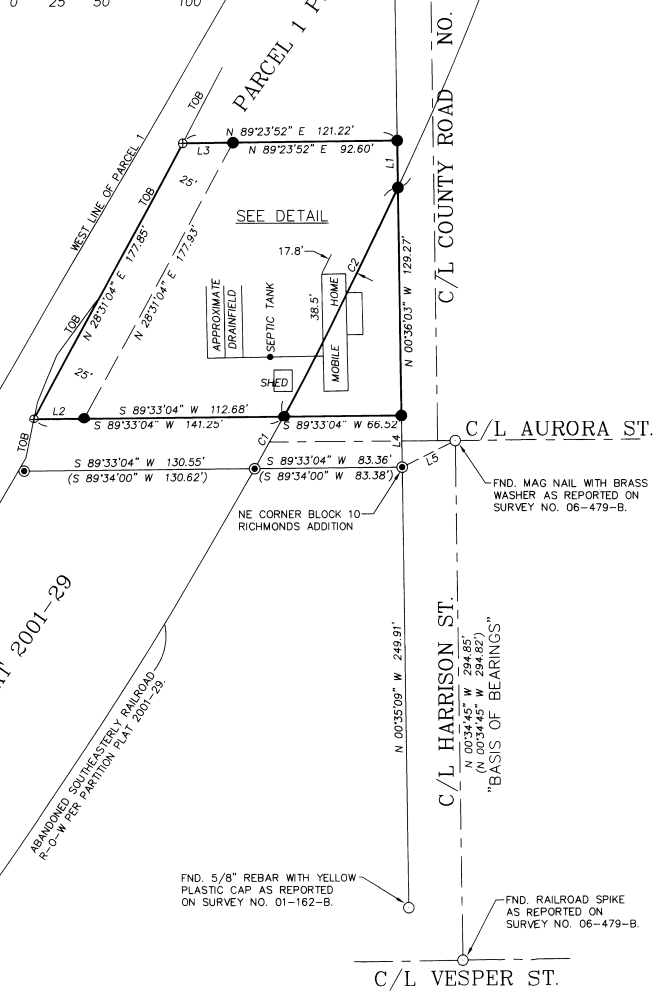 0 25 50 100
PARCEL 1
C/L COUNTY ROAD NO.
TOB
WEST LINE OF PARCEL 1
TOB
N 89°23'52" E 121.22'
L3
N 89°23'52" E 92.60'
L1
25'
SEE DETAIL
N 28°31'04" E 177.85'
N 28°31'04" E 177.93'
17.8'
C2
N 00°36'03" W 129.27'
APPROXIMATE
DRAINFIELD
SEPTIC TANK
38.5'
MOBILE HOME
TOB
25'
SHED
L2
S 89°33'04" W 112.68'
S 89°33'04" W 141.25'
S 89°33'04" W 66.52
TOB
C1
L4
C/L AURORA ST.
L5
S 89°33'04" W 130.55'
(S 89°34'00" W 130.62')
S 89°33'04" W 83.36'
(S 89°34'00" W 83.38')
FND. MAG NAIL WITH BRASS
WASHER AS REPORTED ON
SURVEY NO. 06-479-B.
NE CORNER BLOCK 10
RICHMONDS ADDITION
2001-29
N 00°35'09" W 249.91'
C/L HARRISON ST.
N 00°34'45" W 294.85'
(N 00°34'45" W 294.82')
"BASIS OF BEARINGS"
ABANDONED SOUTHEASTERLY RAILROAD
R-O-W PER PARTITION PLAT 2001-29.
FND. 5/8" REBAR WITH YELLOW
PLASTIC CAP AS REPORTED
ON SURVEY NO. 01-162-B.
FND. RAILROAD SPIKE
AS REPORTED ON
SURVEY NO. 06-479-B.
C/L VESPER ST.